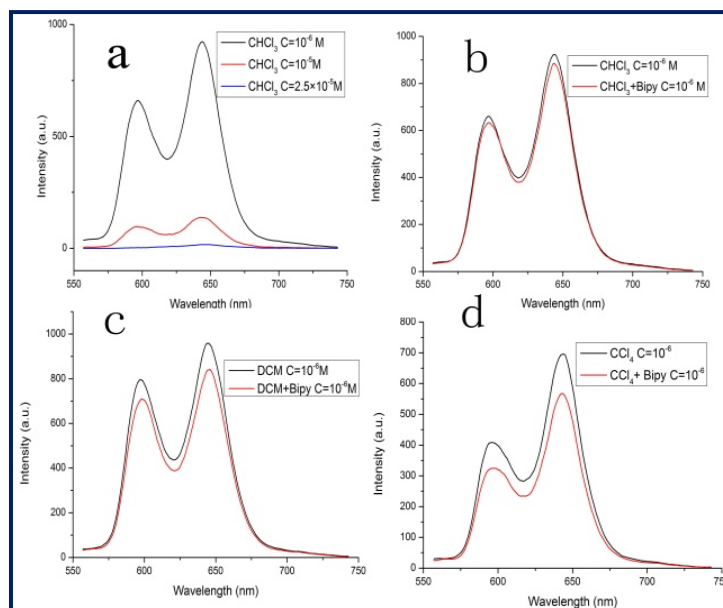 a
CHCl₃ C=10⁻⁶ M
CHCl₃ C=10⁻⁵M
CHCl₃ C=2.5×10⁻⁵M
Intensity (a.u.)
1000
500
0
550 600 650 700 750
Wavelength (nm)
b
CHCl₃ C=10⁻⁶ M
CHCl₃+Bipy C=10⁻⁶ M
Intensity (a.u.)
1000
800
600
400
200
0
550 600 650 700 750
Wavelength (nm)
c
DCM C=10⁻⁶M
DCM+Bipy C=10⁻⁶M
Intensity (a.u.)
1000
800
600
400
200
0
550 600 650 700 750
Wavelength (nm)
d
CCl₄ C=10⁻⁶
CCl₄+ Bipy C=10⁻⁶
Intensity (a.u.)
800
700
600
500
400
300
200
100
0
550 600 650 700 750
Wavelength (nm)